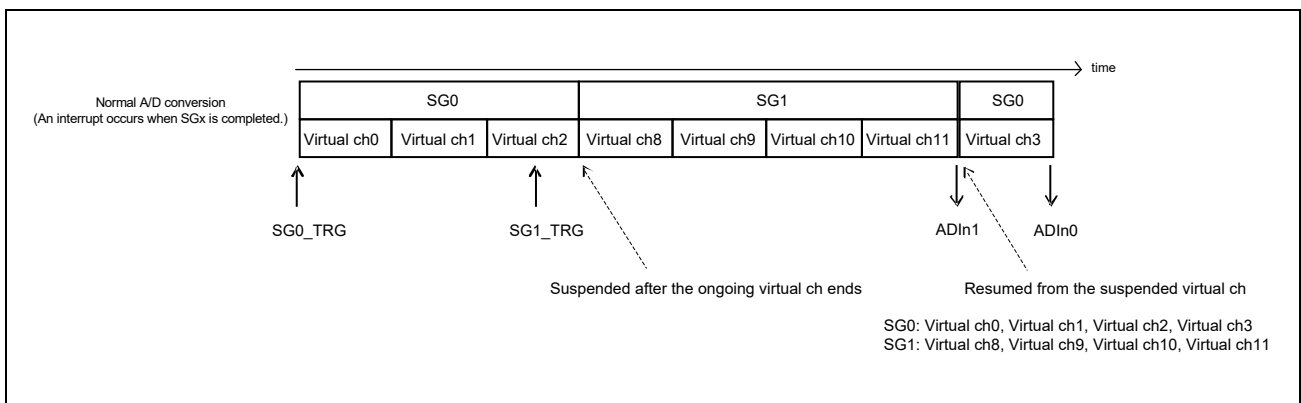 time
Normal A/D conversion
(An interrupt occurs when SGx is completed.)
SG0 SG1 SG0
Virtual ch0 Virtual ch1 Virtual ch2 Virtual ch8 Virtual ch9 Virtual ch10 Virtual ch11 Virtual ch3
SG0_TRG SG1_TRG ADIn1 ADIn0
Suspended after the ongoing virtual ch ends Resumed from the suspended virtual ch
SG0: Virtual ch0, Virtual ch1, Virtual ch2, Virtual ch3
SG1: Virtual ch8, Virtual ch9, Virtual ch10, Virtual ch11